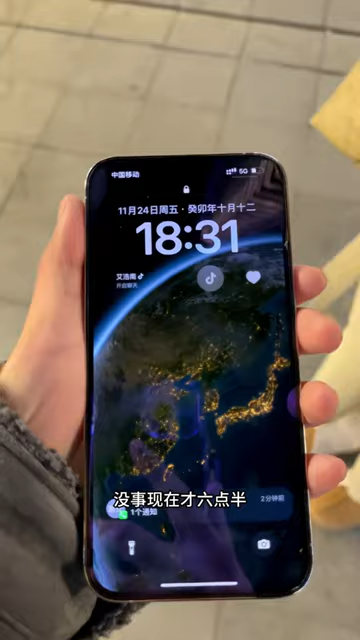 中国移动
5G
11月24日周五·癸卯年十月十二
18:31
艾浩南
开启聊天
没事现在才六点半
2分钟前
1个通知